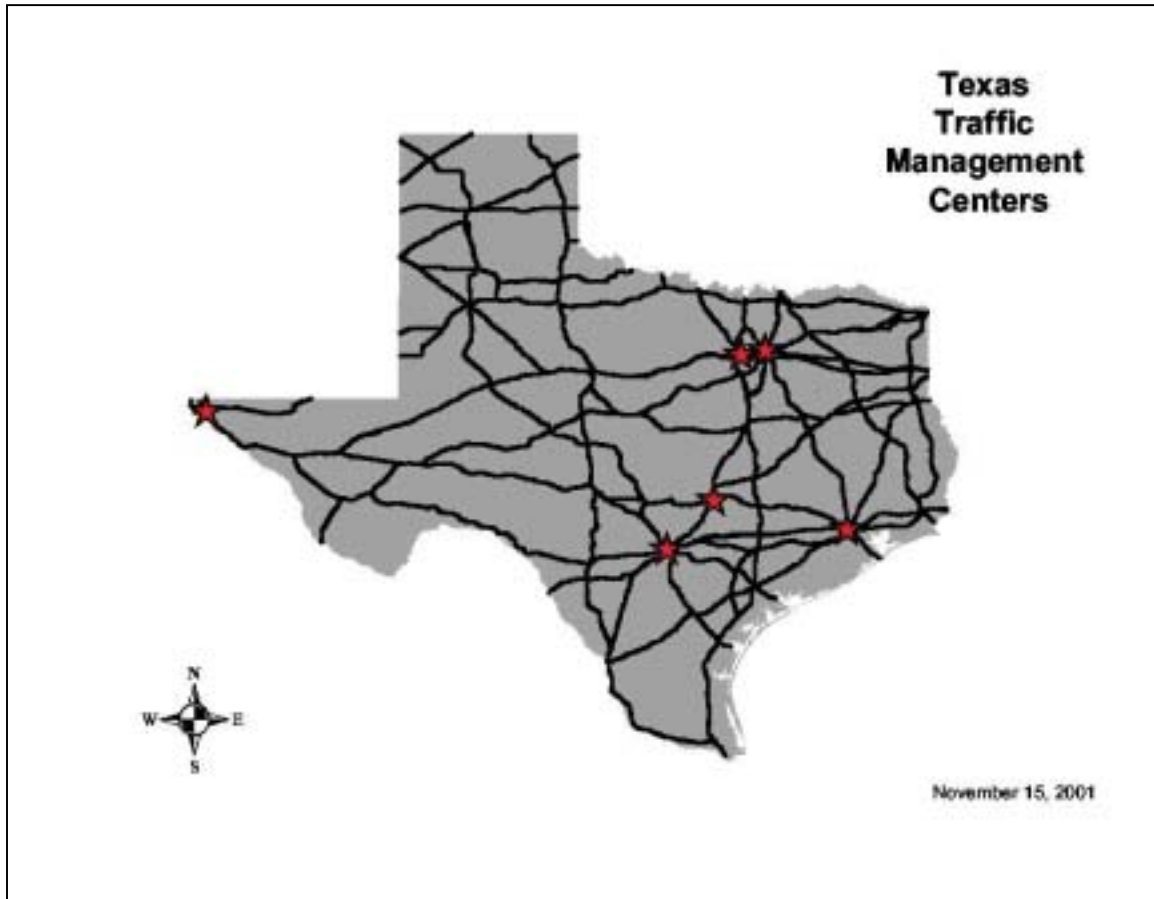 Texas
Traffic
Management
Centers
N
W E
S
November 15, 2001